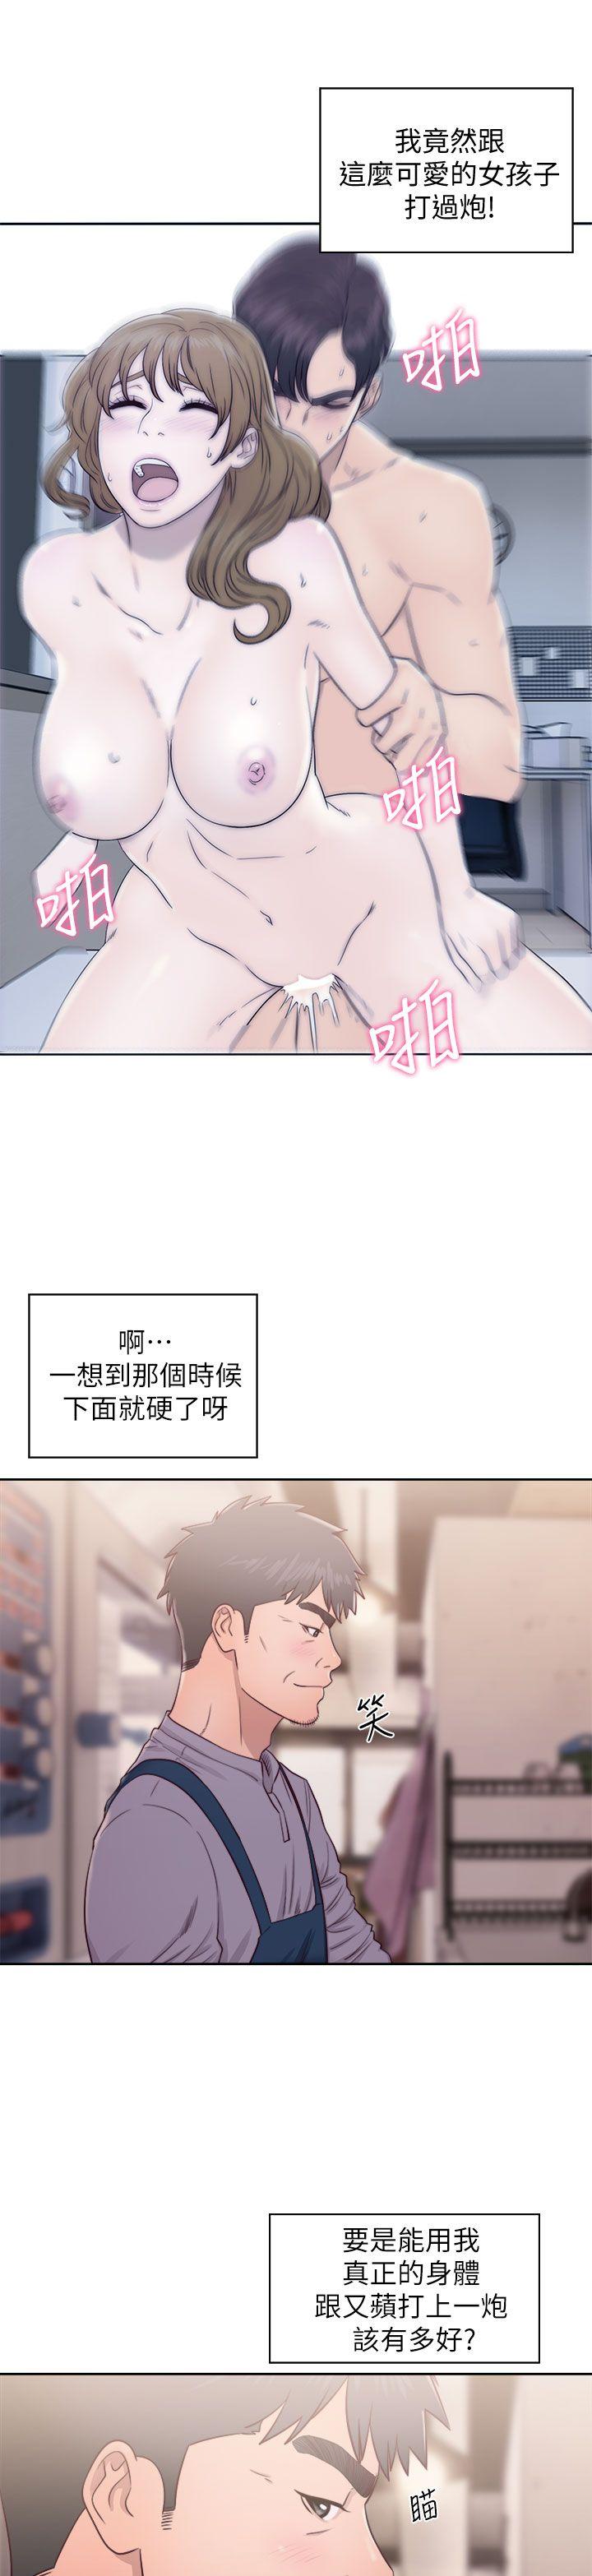 我竟然跟
這麼可愛的女孩子
打過炮!
啪
啪
啪
啪
啊⋯
一想到那個時候
下面就硬了呀
笑
要是能用我
真正的身體
跟又蘋打上一炮
該有多好?
瞄